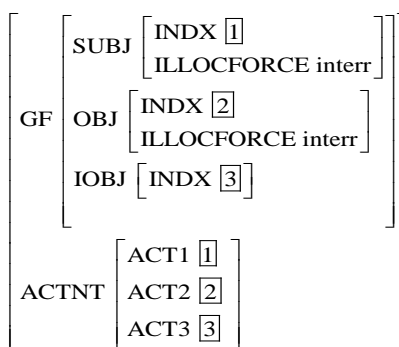 SUBJ INDX 1
ILLOCFORCE interr
GF OBJ INDX 2
ILLOCFORCE interr
IOBJ INDX 3
ACT1 1
ACTNT ACT2 2
ACT3 3